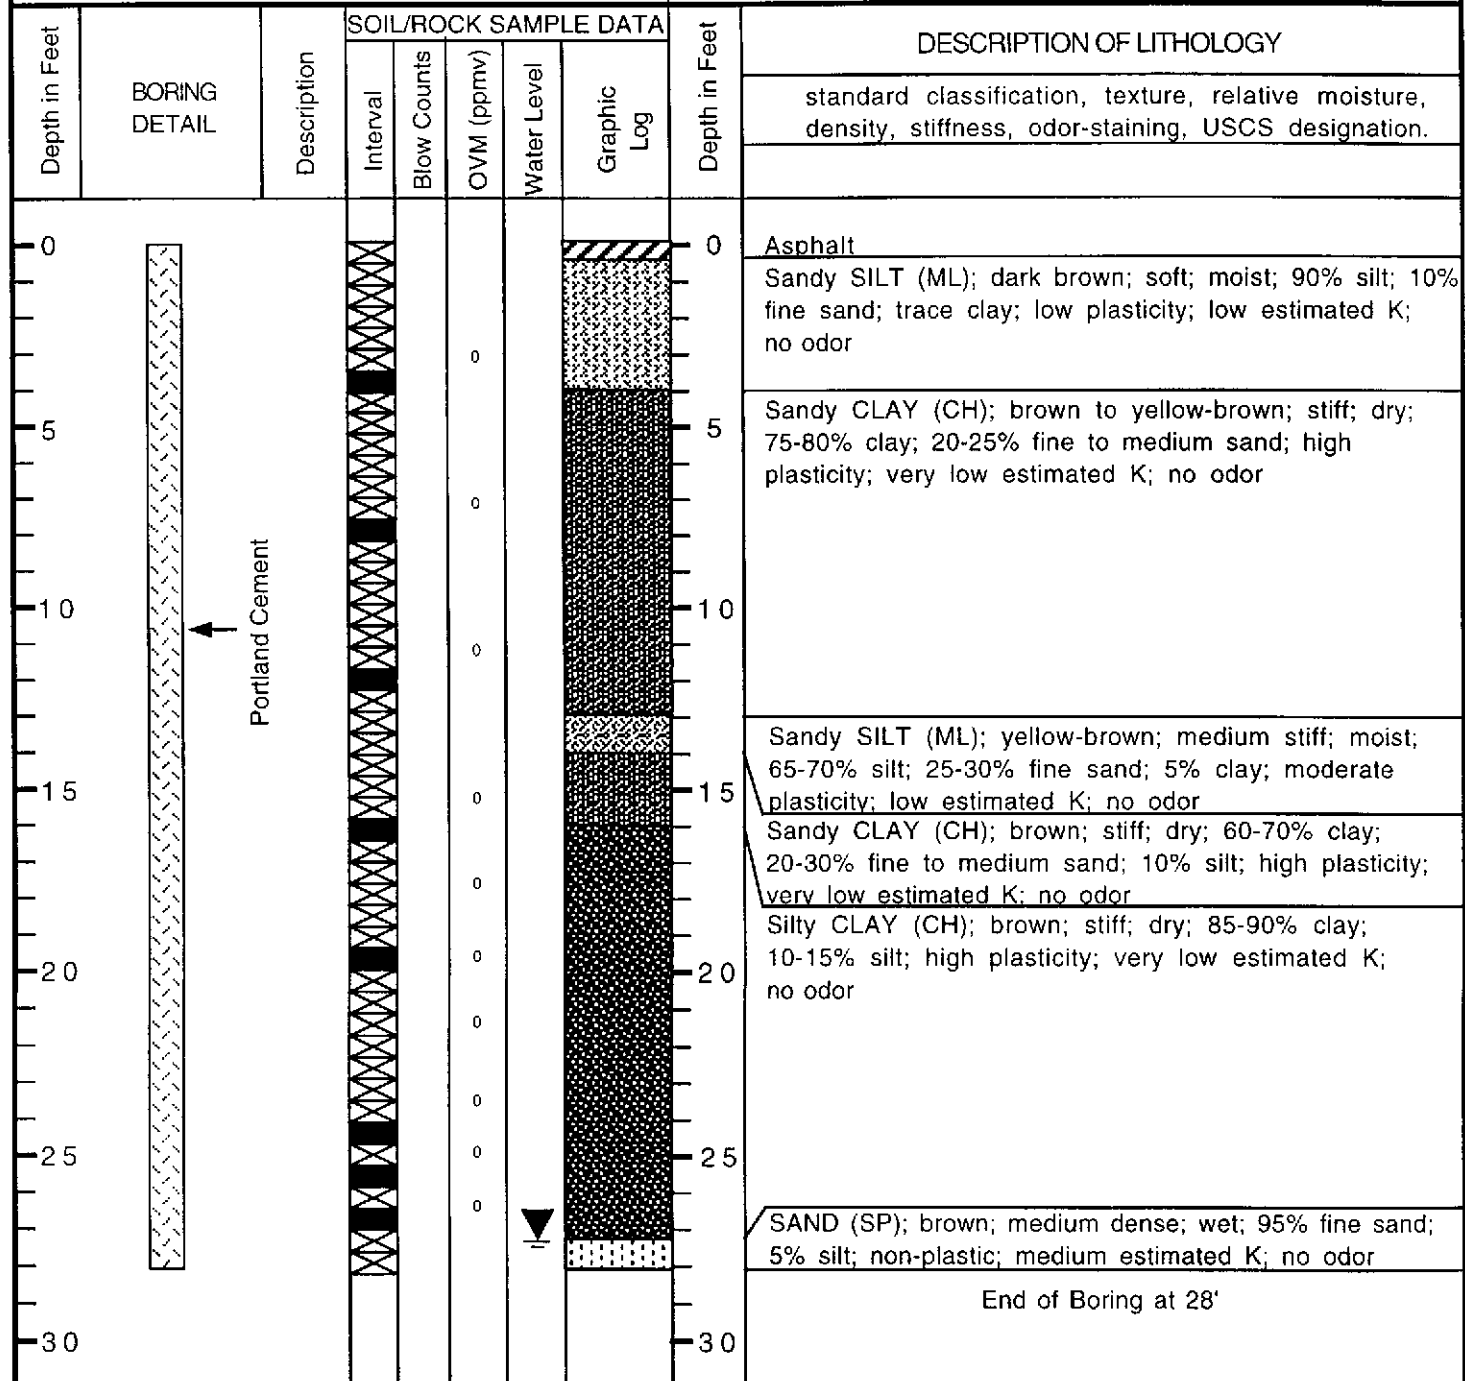 SOIL/ROCK SAMPLE DATA
Depth in Feet
BORING
DETAIL
Description
Interval
Blow Counts
OVM (ppmv)
Water Level
Graphic
Log
Depth in Feet
DESCRIPTION OF LITHOLOGY
standard classification, texture, relative moisture,
density, stiffness, odor-staining, USCS designation.
0
5
10
15
20
25
30
Portland Cement
0
0
0
0
0
0
0
0
0
0
0
5
10
15
20
25
30
Asphalt
Sandy SILT (ML); dark brown; soft; moist; 90% silt; 10%
fine sand; trace clay; low plasticity; low estimated K;
no odor
Sandy CLAY (CH); brown to yellow-brown; stiff; dry;
75-80% clay; 20-25% fine to medium sand; high
plasticity; very low estimated K; no odor
Sandy SILT (ML); yellow-brown; medium stiff; moist;
65-70% silt; 25-30% fine sand; 5% clay; moderate
plasticity; low estimated K; no odor
Sandy CLAY (CH); brown; stiff; dry; 60-70% clay;
20-30% fine to medium sand; 10% silt; high plasticity;
very low estimated K; no odor
Silty CLAY (CH); brown; stiff; dry; 85-90% clay;
10-15% silt; high plasticity; very low estimated K;
no odor
SAND (SP); brown; medium dense; wet; 95% fine sand;
5% silt; non-plastic; medium estimated K; no odor
End of Boring at 28'